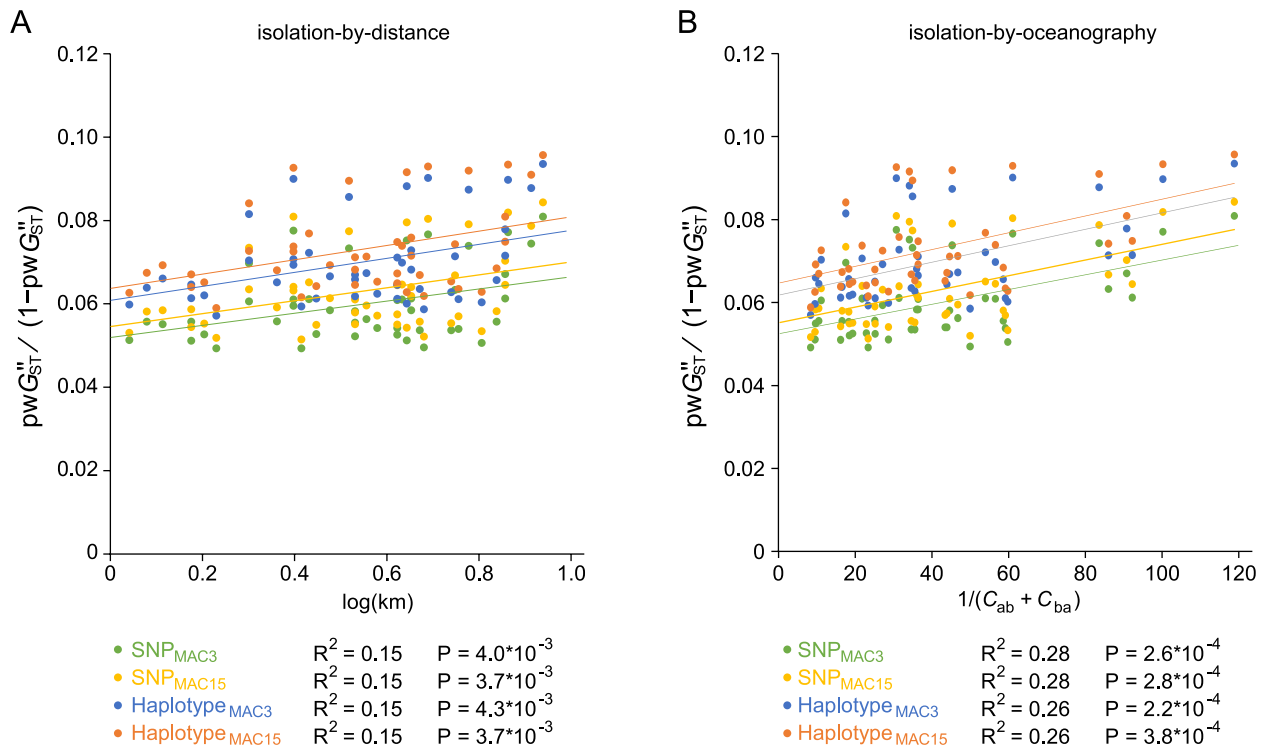 A
isolation-by-distance
0.12
0.10
0.08
0.06
0.04
0.02
0
pwG''ST / (1−pwG''ST)
0 0.2 0.4 0.6 0.8 1.0
log(km)
SNPMAC3 R2 = 0.15 P = 4.0*10-3
SNPMAC15 R2 = 0.15 P = 3.7*10-3
HaplotypeMAC3 R2 = 0.15 P = 4.3*10-3
HaplotypeMAC15 R2 = 0.15 P = 3.7*10-3
B
isolation-by-oceanography
0.12
0.10
0.08
0.06
0.04
0.02
0
pwG''ST / (1−pwG''ST)
0 20 40 60 80 100 120
1/(Cab + Cba)
SNPMAC3 R2 = 0.28 P = 2.6*10-4
SNPMAC15 R2 = 0.28 P = 2.8*10-4
HaplotypeMAC3 R2 = 0.26 P = 2.2*10-4
HaplotypeMAC15 R2 = 0.26 P = 3.8*10-4